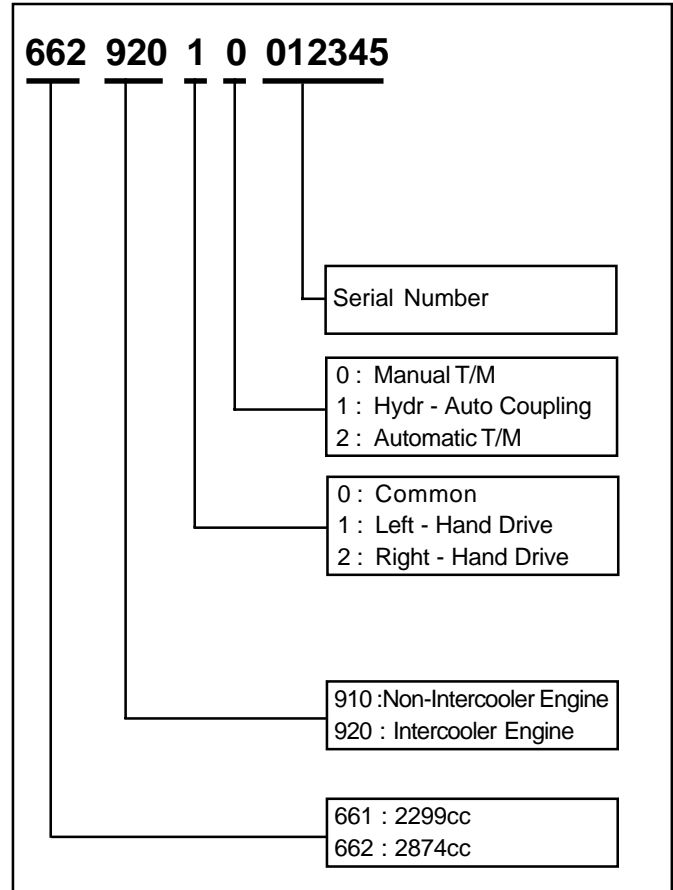 662 920 1 0 012345
Serial Number
0 : Manual T/M
1 : Hydr - Auto Coupling
2 : Automatic T/M
0 : Common
1 : Left - Hand Drive
2 : Right - Hand Drive
910 :Non-Intercooler Engine
920 : Intercooler Engine
661 : 2299cc
662 : 2874cc